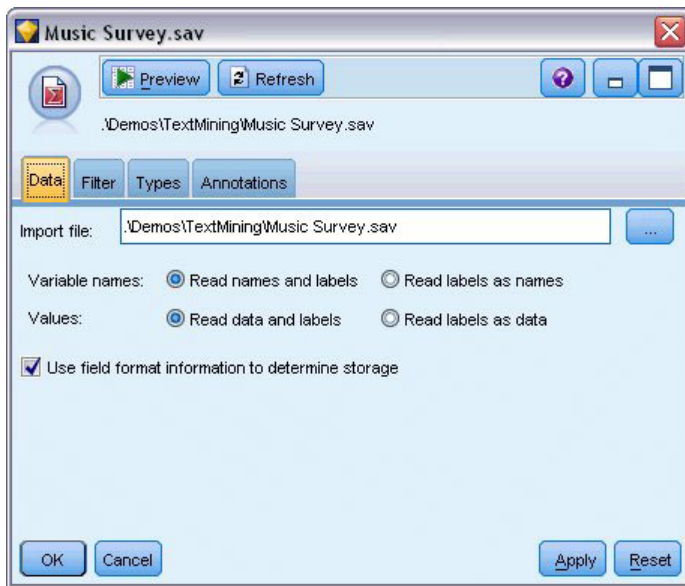 Music Survey.sav
Preview Refresh
.\Demos\TextMining\Music Survey.sav
Data Filter Types Annotations
Import file: .\Demos\TextMining\Music Survey.sav ...
Variable names: Read names and labels Read labels as names
Values: Read data and labels Read labels as data
Use field format information to determine storage
OK Cancel Apply Reset